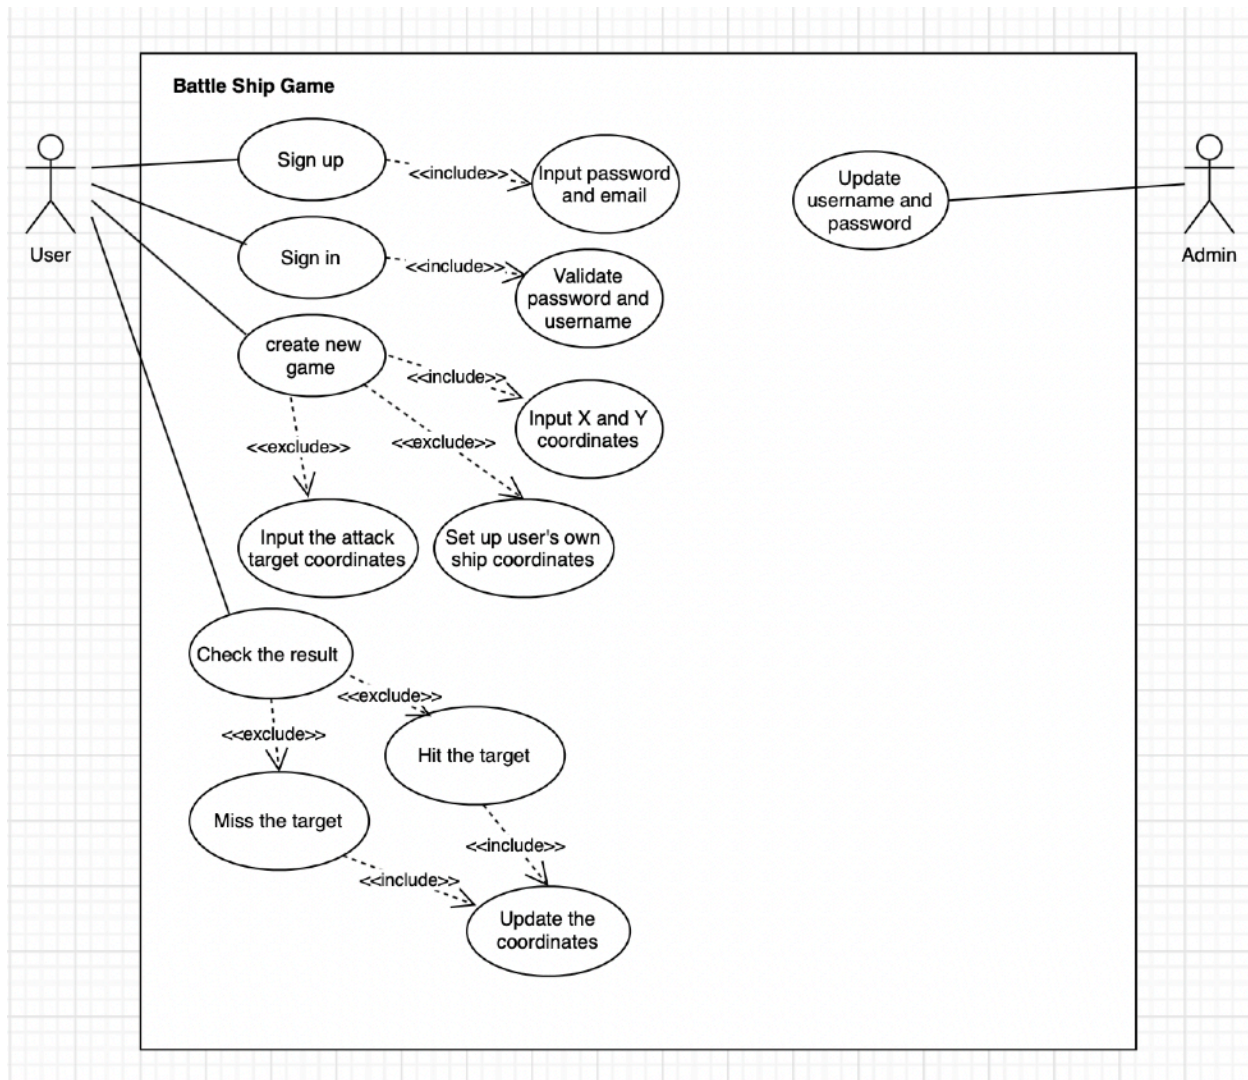 Battle Ship Game
Sign up
<<include>>
Input password
and email
Update
username and
password
User
Admin
Sign in
<<include>>
Validate
password and
username
create new
game
<<include>>
Input X and Y
coordinates
<<exclude>>
<<exclude>>
Input the attack
target coordinates
Set up user's own
ship coordinates
Check the result
<<exclude>>
<<exclude>>
Hit the target
Miss the target
<<include>>
<<include>>
Update the
coordinates